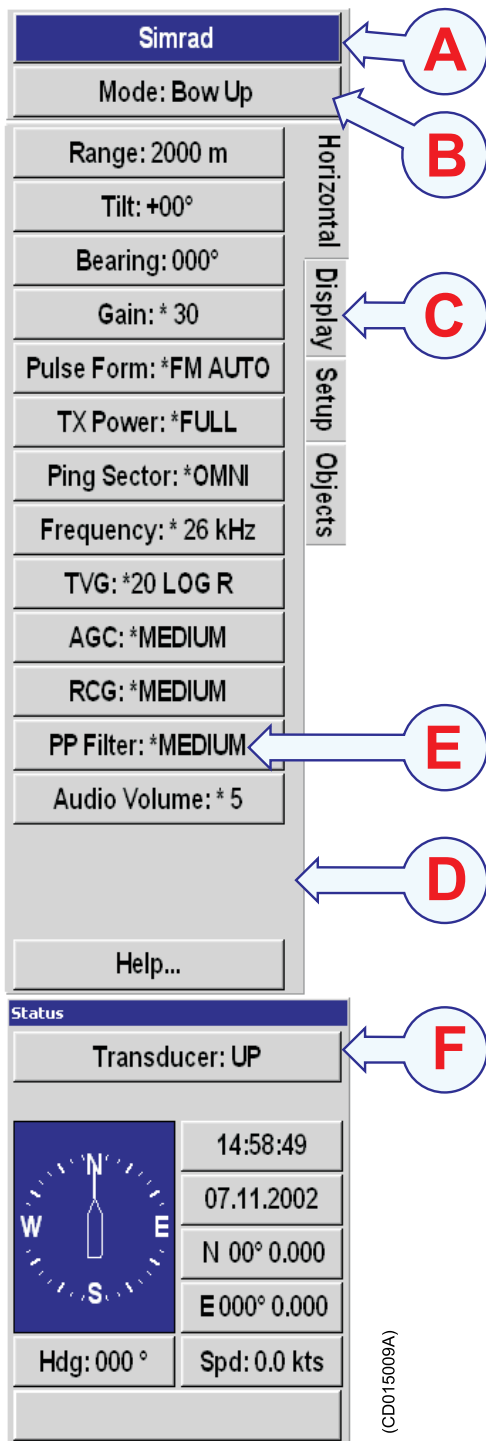 Simrad
A
Mode: Bow Up
B
Range: 2000 m
Horizontal
Tilt: +00°
Bearing: 000°
Display
C
Gain: * 30
Pulse Form: *FM AUTO
Setup
TX Power: *FULL
Ping Sector: *OMNI
Objects
Frequency: * 26 kHz
TVG: *20 LOG R
AGC: *MEDIUM
RCG: *MEDIUM
PP Filter: *MEDIUM
E
Audio Volume: * 5
D
Help...
Status
Transducer: UP
F
14:58:49
07.11.2002
N 00° 0.000
E 000° 0.000
N
W
E
S
Hdg: 000 °
Spd: 0.0 kts
(CD015009A)